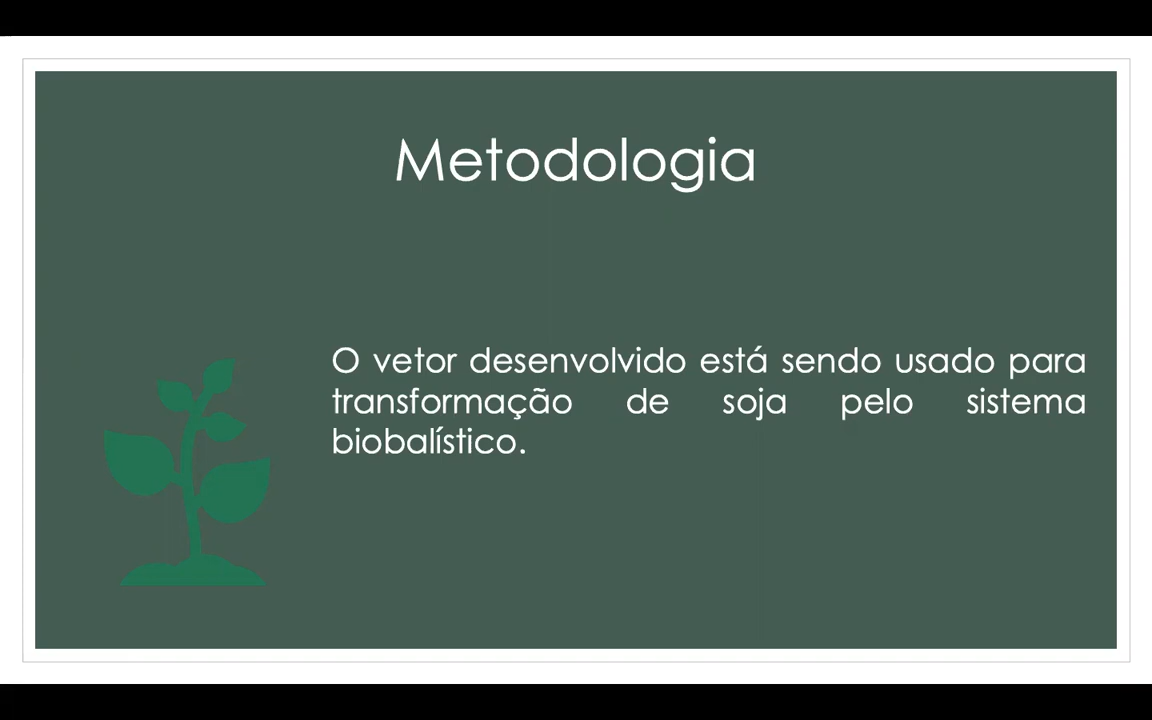 Metodologia
O vetor desenvolvido está sendo usado para
transformação de soja pelo sistema
biobalístico.